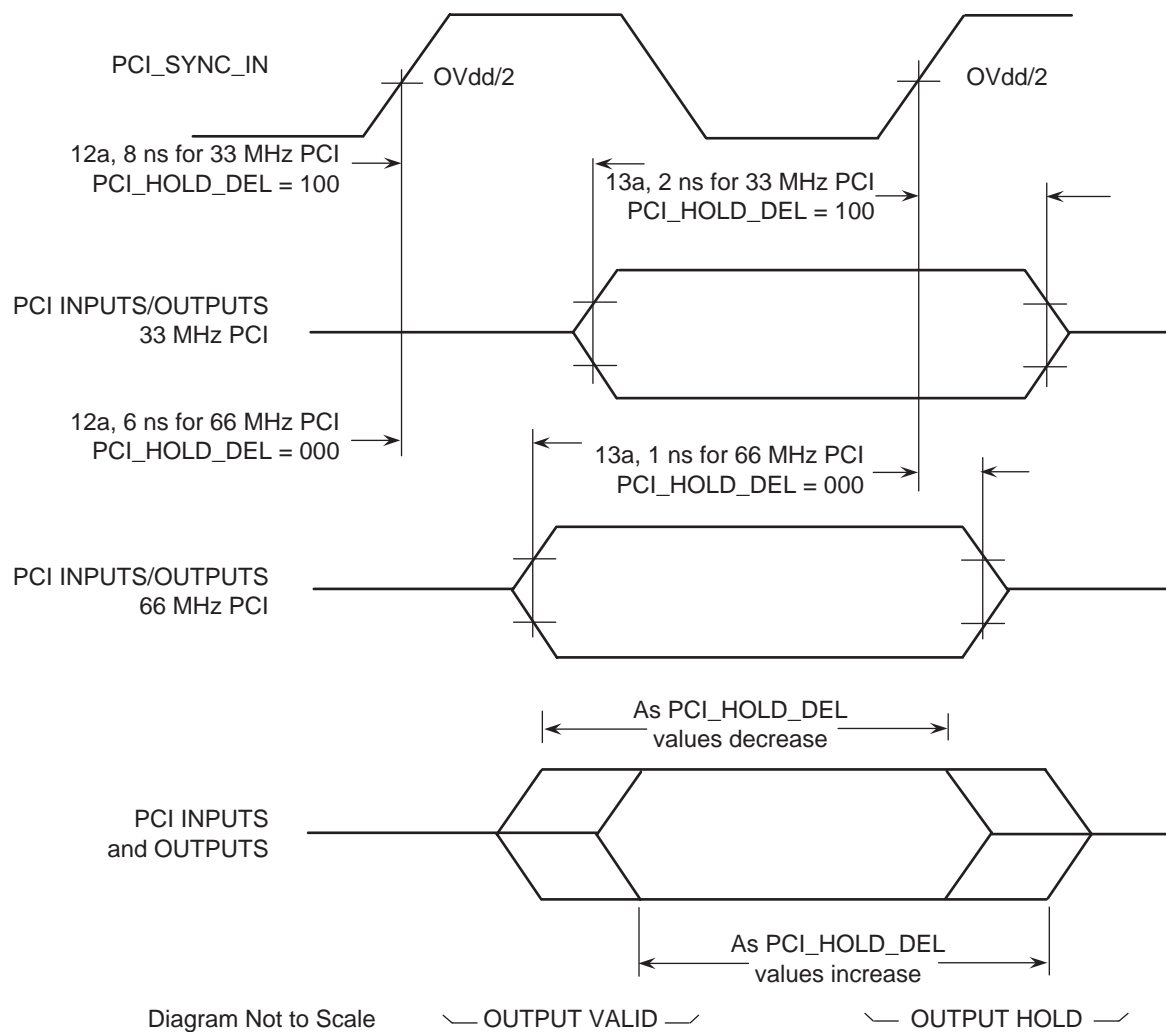 PCI_SYNC_IN
OVdd/2
OVdd/2
12a, 8 ns for 33 MHz PCI
PCI_HOLD_DEL = 100
13a, 2 ns for 33 MHz PCI
PCI_HOLD_DEL = 100
PCI INPUTS/OUTPUTS
33 MHz PCI
12a, 6 ns for 66 MHz PCI
PCI_HOLD_DEL = 000
13a, 1 ns for 66 MHz PCI
PCI_HOLD_DEL = 000
PCI INPUTS/OUTPUTS
66 MHz PCI
As PCI_HOLD_DEL
values decrease
PCI INPUTS
and OUTPUTS
As PCI_HOLD_DEL
values increase
Diagram Not to Scale
OUTPUT VALID
OUTPUT HOLD